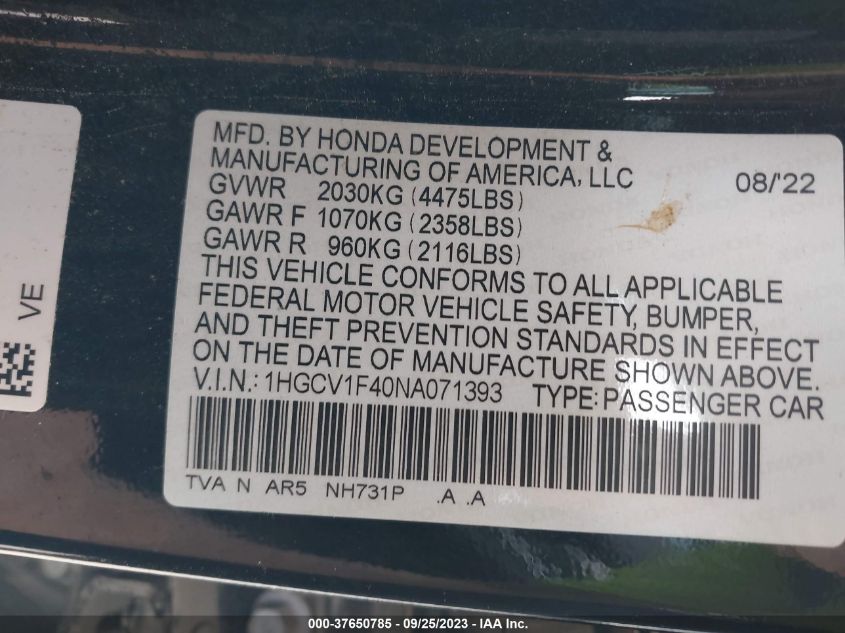 MFD. BY HONDA DEVELOPMENT &
MANUFACTURING OF AMERICA, LLC 08/'22
GVWR 2030KG (4475LBS)
GAWR F 1070KG (2358LBS)
GAWR R 960KG (2116LBS)
THIS VEHICLE CONFORMS TO ALL APPLICABLE
FEDERAL MOTOR VEHICLE SAFETY, BUMPER,
AND THEFT PREVENTION STANDARDS IN EFFECT
ON THE DATE OF MANUFACTURE SHOWN ABOVE.
V.I.N.: 1HGCV1F40NA071393 TYPE: PASSENGER CAR
TVA N AR5 NH731P .A .A
VE
000-37650785 - 09/25/2023 - IAA Inc.